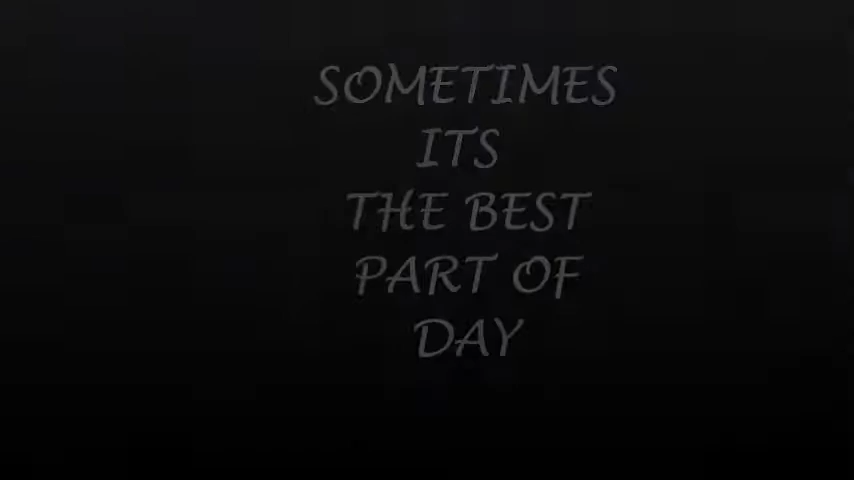 SOMETIMES
ITS
THE BEST
PART OF
DAY